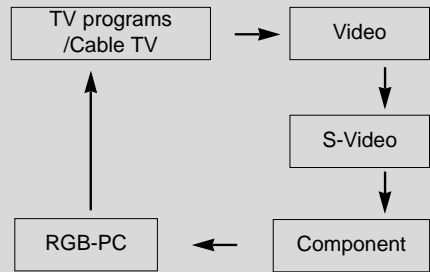 TV programs
/Cable TV
Video
S-Video
Component
RGB-PC